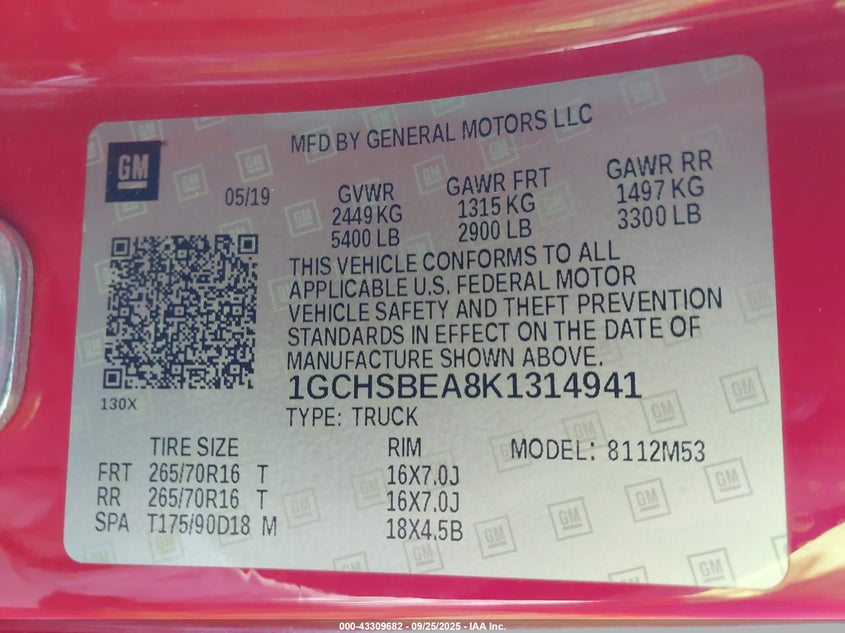 GM
MFD BY GENERAL MOTORS LLC
05/19
GVWR
2449 KG
5400 LB
GAWR FRT
1315 KG
2900 LB
GAWR RR
1497 KG
3300 LB
THIS VEHICLE CONFORMS TO ALL
APPLICABLE U.S. FEDERAL MOTOR
VEHICLE SAFETY AND THEFT PREVENTION
STANDARDS IN EFFECT ON THE DATE OF
MANUFACTURE SHOWN ABOVE.
130X
1GCHSBEA8K1314941
TYPE: TRUCK
TIRE SIZE RIM MODEL: 8112M53
FRT 265/70R16 T 16X7.0J
RR 265/70R16 T 16X7.0J
SPA T175/90D18 M 18X4.5B
000-43309682 - 09/25/2025 - IAA Inc.